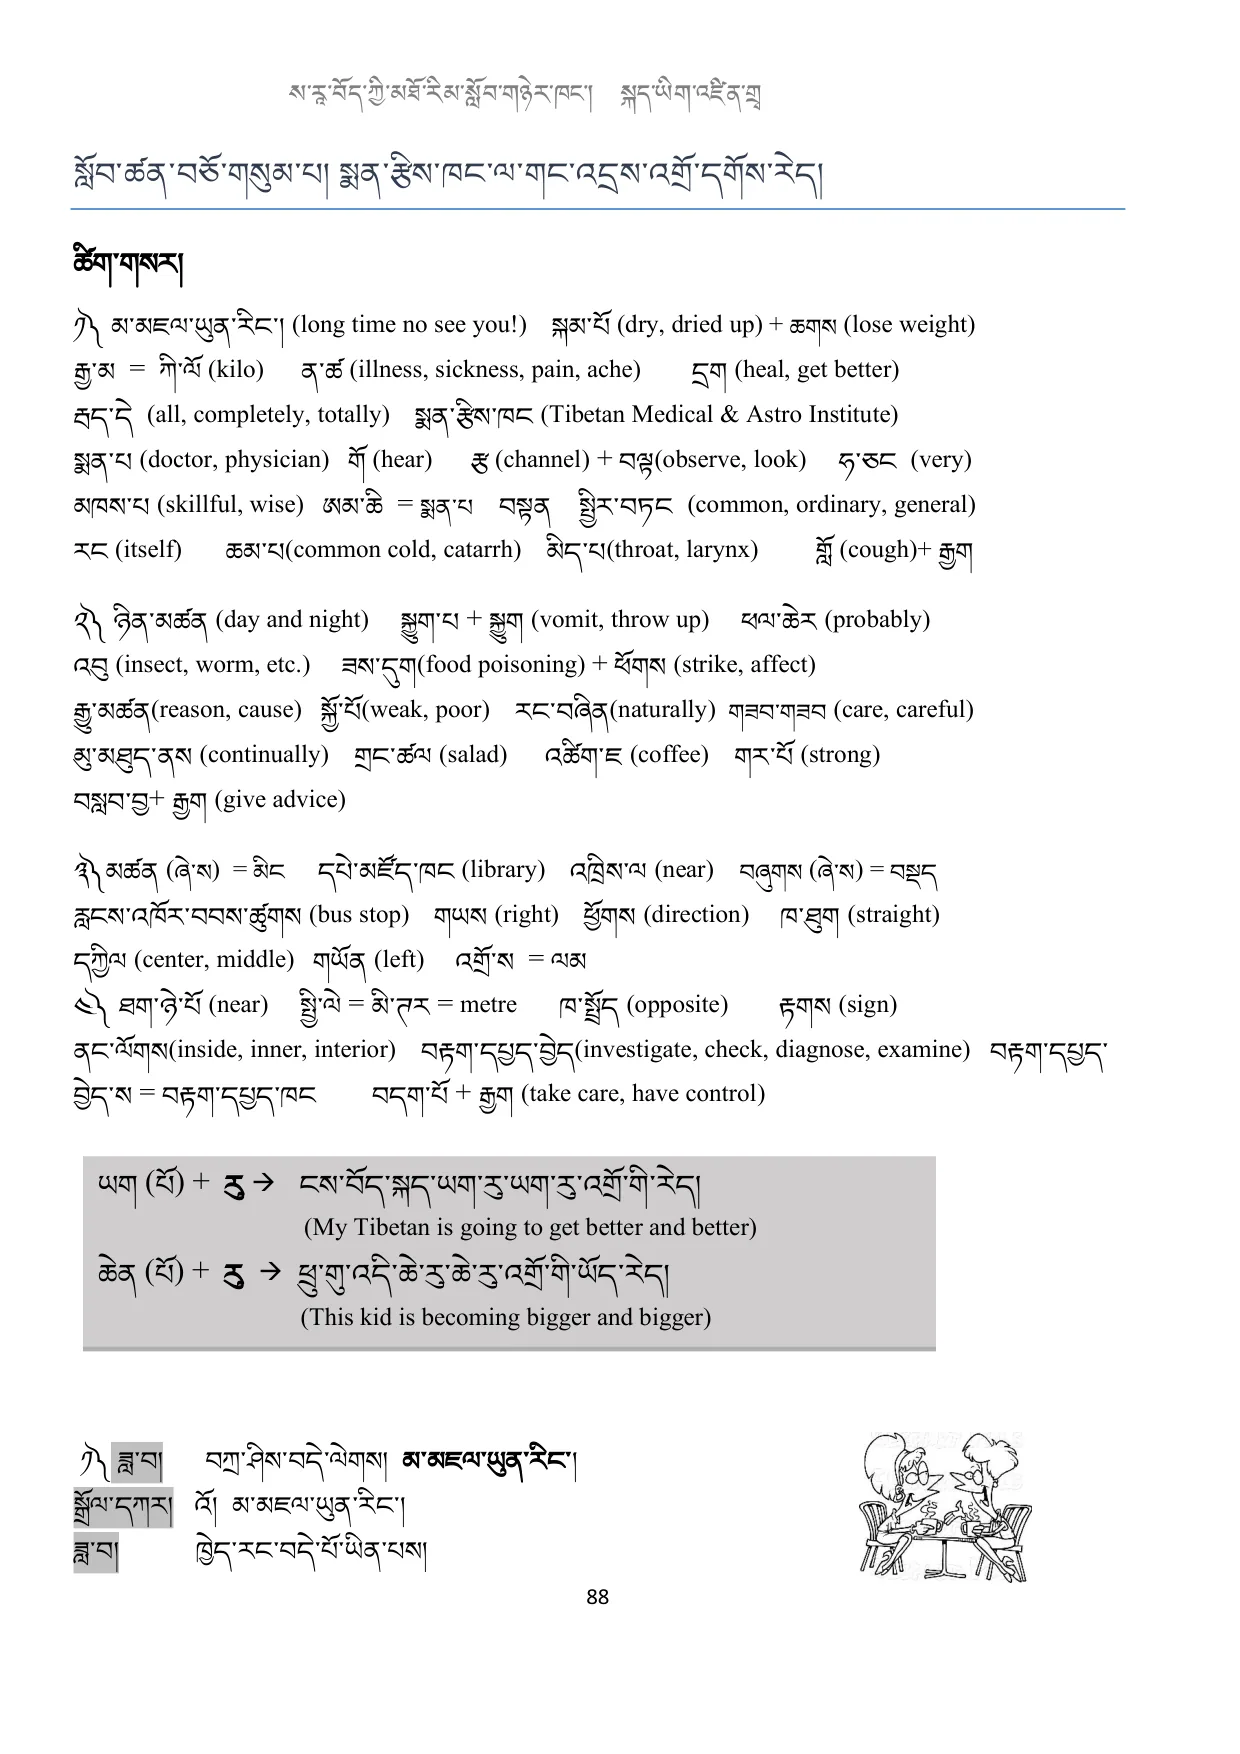 ས་རཱ་བོད་ཀྱི་མཐོ་རིམ་སློབ་གཉེར་ཁང་། སྐད་ཡིག་འཛིན་གྲྭ
སློབ་ཚན་བཅོ་གསུམ་པ། སྨན་རྩིས་ཁང་ལ་གང་འདྲས་འགྲོ་དགོས་རེད།
ཚིག་གསར།
༡༽ མ་མཇལ་ཡུན་རིང་། (long time no see you!) སྐམ་པོ (dry, dried up) + ཆགས (lose weight)
རྒྱ་མ = ཀི་ལོ (kilo) ན་ཚ (illness, sickness, pain, ache) དྲག (heal, get better)
རྦད་དེ (all, completely, totally) སྨན་རྩིས་ཁང (Tibetan Medical & Astro Institute)
སྨན་པ (doctor, physician) གོ (hear) རྩ (channel) + བལྟ(observe, look) ཧ་ཅང (very)
མཁས་པ (skillful, wise) ཨམ་ཆི = སྨན་པ བསྟན སྤྱིར་བཏང (common, ordinary, general)
རང (itself) ཆམ་པ(common cold, catarrh) མིད་པ(throat, larynx) གློ (cough)+ རྒྱག
༢༽ ཉིན་མཚན (day and night) སྐྱུག་པ + སྐྱུག (vomit, throw up) ཕལ་ཆེར (probably)
འབུ (insect, worm, etc.) ཟས་དུག(food poisoning) + ཕོགས (strike, affect)
རྒྱུ་མཚན(reason, cause) སྐྱོ་པོ(weak, poor) རང་བཞིན(naturally) གཟབ་གཟབ (care, careful)
མུ་མཐུད་ནས (continually) གྲང་ཚལ (salad) འཚིག་ཇ (coffee) གར་པོ (strong)
བསླབ་བྱ+ རྒྱག (give advice)
༣༽ མཚན (ཞེ་ས) = མིང དཔེ་མཛོད་ཁང (library) འཁྲིས་ལ (near) བཞུགས (ཞེ་ས) = བསྡད
རླངས་འཁོར་བབས་ཚུགས (bus stop) གཡས (right) ཕྱོགས (direction) ཁ་ཐུག (straight)
དཀྱིལ (center, middle) གཡོན (left) འགྲོ་ས = ལམ
༤༽ ཐག་ཉེ་པོ (near) སྤྱི་ལེ = མི་ཊར = metre ཁ་སྤྲོད (opposite) རྟགས (sign)
ནང་ལོགས(inside, inner, interior) བརྟག་དཔྱད་བྱེད(investigate, check, diagnose, examine) བརྟག་དཔྱད་
བྱེད་ས = བརྟག་དཔྱད་ཁང བདག་པོ + རྒྱག (take care, have control)
ཡག (པོ) + རུ → ངས་བོད་སྐད་ཡག་རུ་ཡག་རུ་འགྲོ་གི་རེད།
(My Tibetan is going to get better and better)
ཆེན (པོ) + རུ → ཕྲུ་གུ་འདི་ཆེ་རུ་ཆེ་རུ་འགྲོ་གི་ཡོད་རེད།
(This kid is becoming bigger and bigger)
༡༽ ཟླ་བ། བཀྲ་ཤིས་བདེ་ལེགས། མ་མཇལ་ཡུན་རིང་།
སྒྲོལ་དཀར། འོ། མ་མཇལ་ཡུན་རིང་།
ཟླ་བ། ཁྱེད་རང་བདེ་པོ་ཡིན་པས།
88